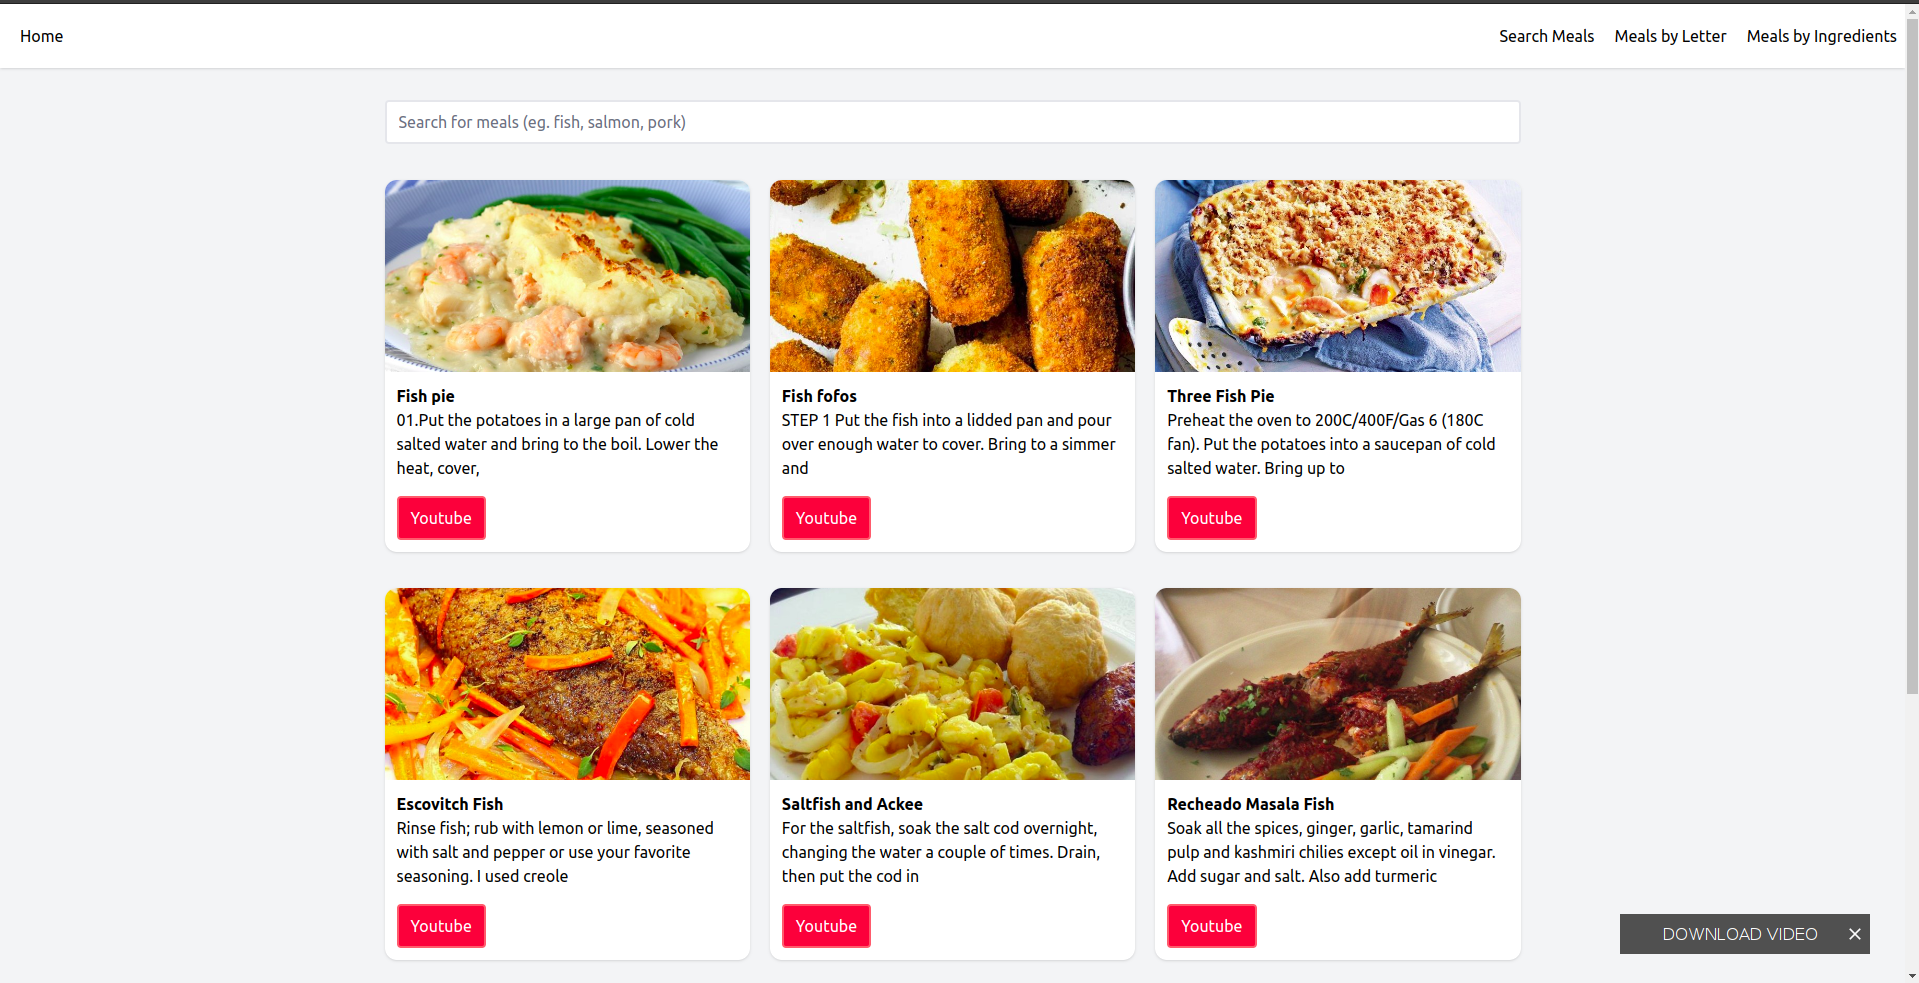 Home
Search Meals Meals by Letter Meals by Ingredients
Search for meals (eg. fish, salmon, pork)
Fish pie
01.Put the potatoes in a large pan of cold
salted water and bring to the boil. Lower the
heat, cover,
Youtube
Fish fofos
STEP 1 Put the fish into a lidded pan and pour
over enough water to cover. Bring to a simmer
and
Youtube
Three Fish Pie
Preheat the oven to 200C/400F/Gas 6 (180C
fan). Put the potatoes into a saucepan of cold
salted water. Bring up to
Youtube
Escovitch Fish
Rinse fish; rub with lemon or lime, seasoned
with salt and pepper or use your favorite
seasoning. I used creole
Youtube
Saltfish and Ackee
For the saltfish, soak the salt cod overnight,
changing the water a couple of times. Drain,
then put the cod in
Youtube
Recheado Masala Fish
Soak all the spices, ginger, garlic, tamarind
pulp and kashmiri chilies except oil in vinegar.
Add sugar and salt. Also add turmeric
Youtube
DOWNLOAD VIDEO